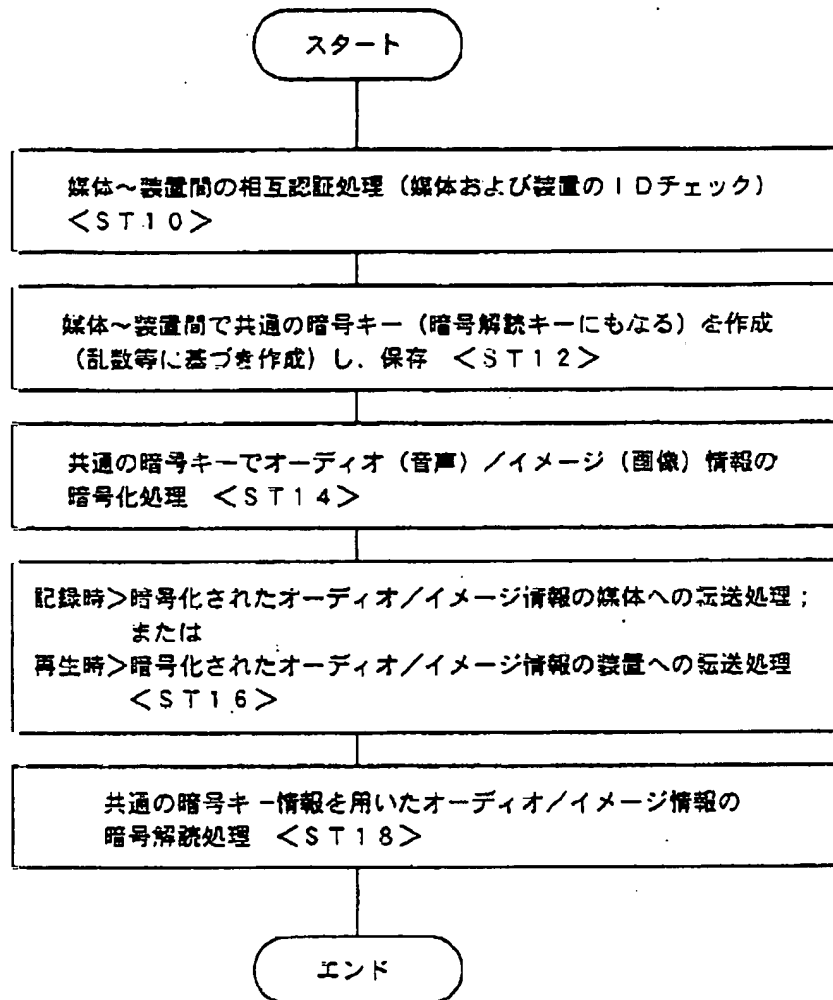 スタート
媒体～装置間の相互認証処理（媒体および装置のＩＤチェック）
＜ＳＴ１０＞
媒体～装置間で共通の暗号キー（暗号解読キーにもなる）を作成
（乱数等に基づき作成）し、保存　＜ＳＴ１２＞
共通の暗号キーでオーディオ（音声）／イメージ（画像）情報の
暗号化処理　＜ＳＴ１４＞
記録時＞暗号化されたオーディオ／イメージ情報の媒体への転送処理；
または
再生時＞暗号化されたオーディオ／イメージ情報の装置への転送処理
＜ＳＴ１６＞
共通の暗号キー情報を用いたオーディオ／イメージ情報の
暗号解読処理　＜ＳＴ１８＞
エンド